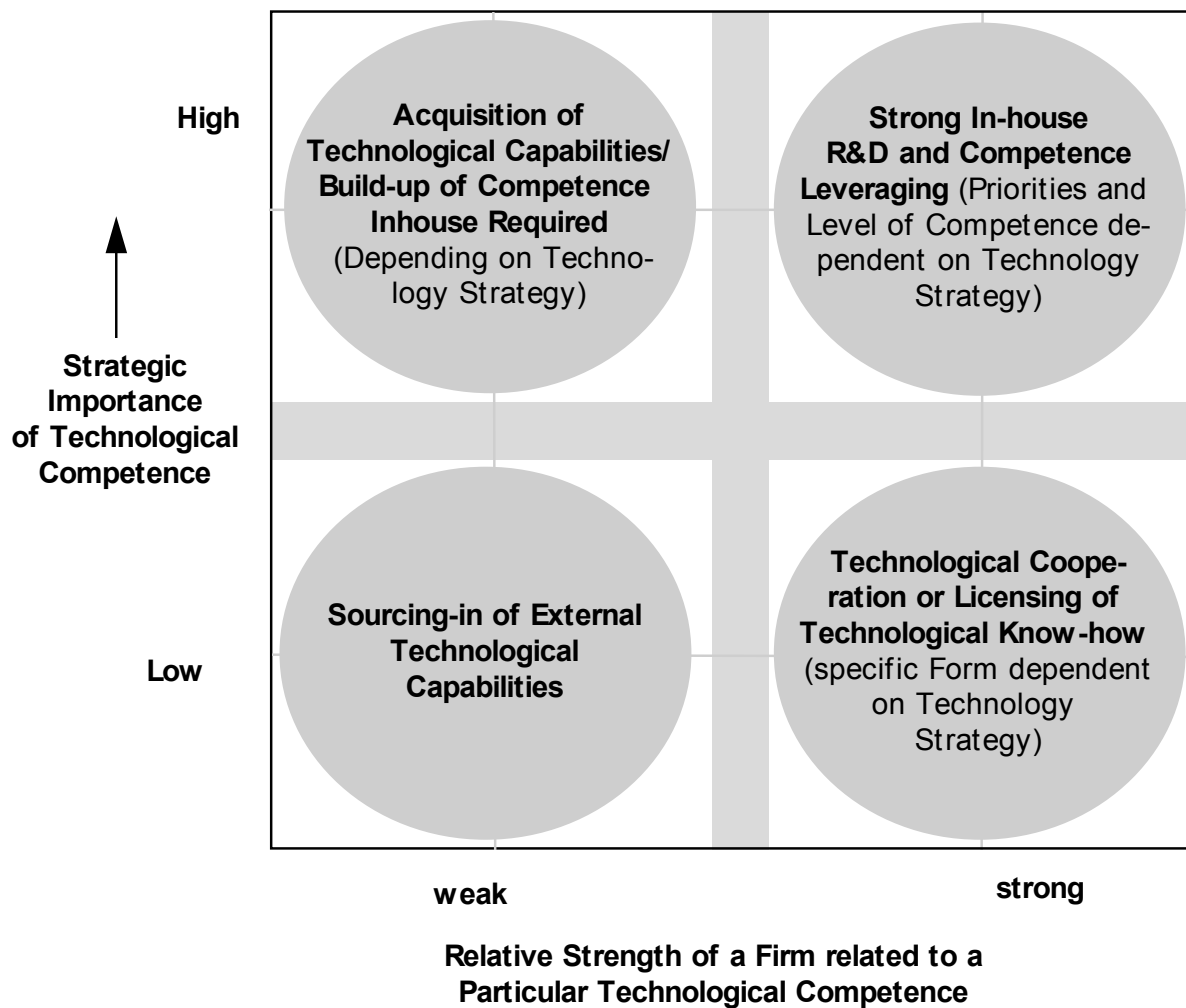 High
Acquisition of
Technological Capabilities/
Build-up of Competence
Inhouse Required
(Depending on Techno-
logy Strategy)
Strong In-house
R&D and Competence
Leveraging (Priorities and
Level of Competence de-
pendent on Technology
Strategy)
Strategic
Importance
of Technological
Competence
Low
Sourcing-in of External
Technological
Capabilities
Technological Coope-
ration or Licensing of
Technological Know-how
(specific Form dependent
on Technology
Strategy)
weak
strong
Relative Strength of a Firm related to a
Particular Technological Competence